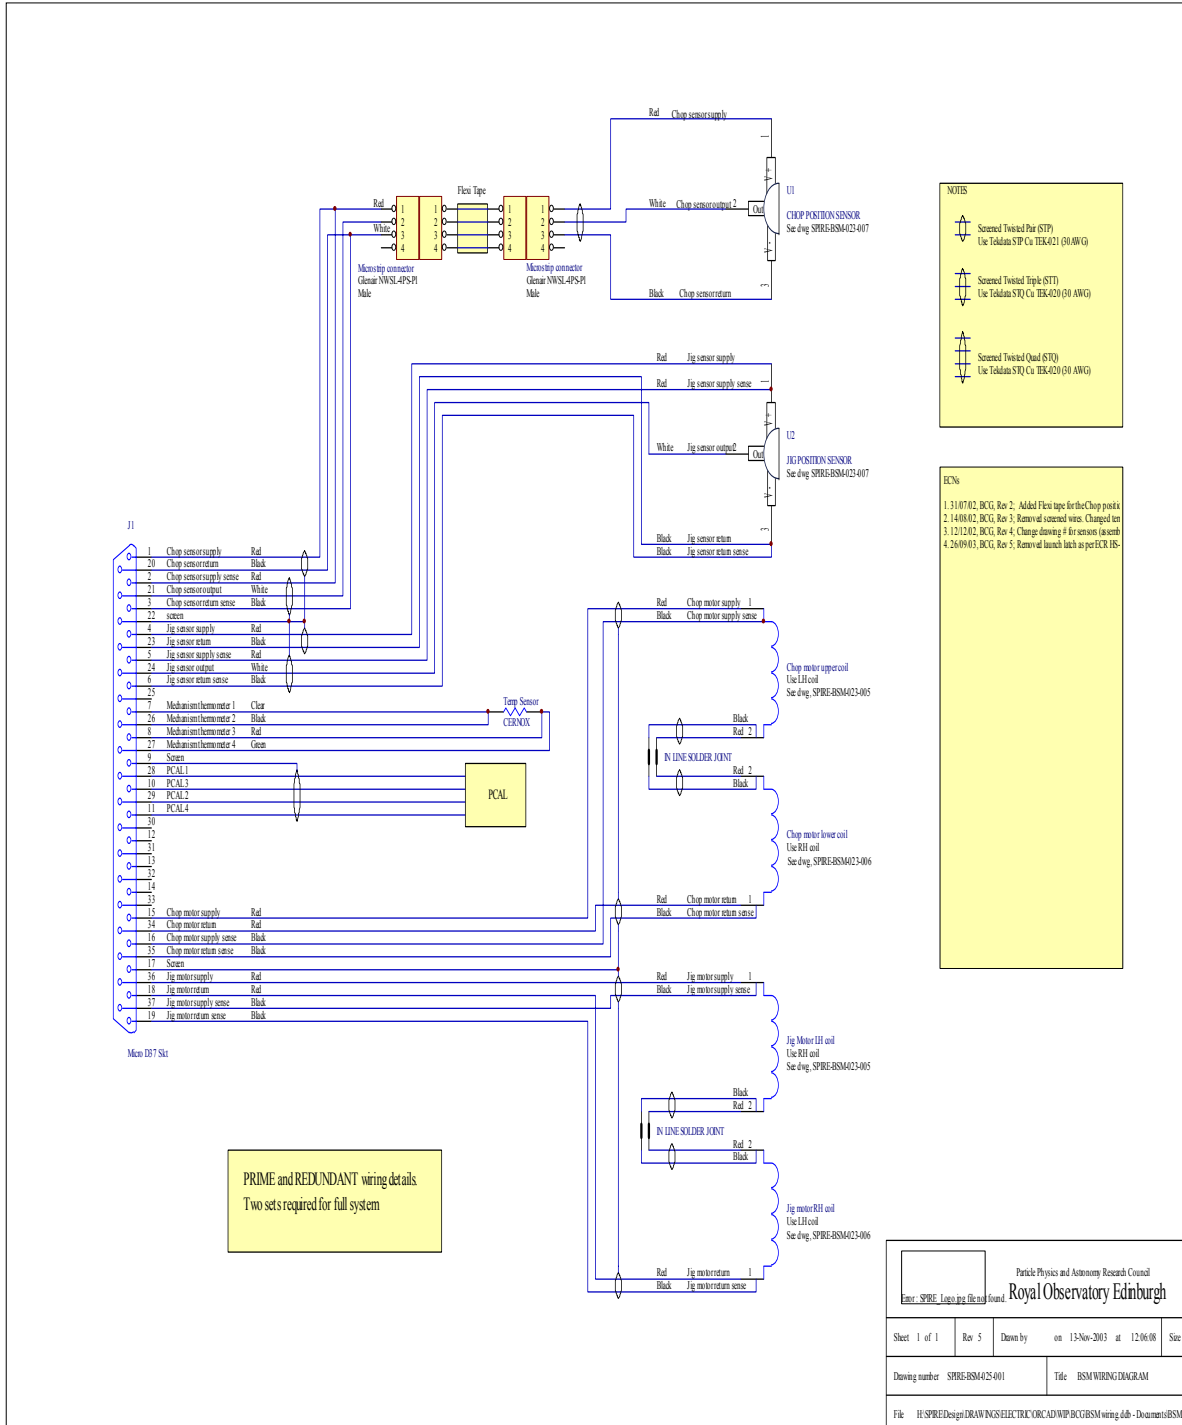 Red Chop sensor supply 1
V +
U1
CHOP POSITION SENSOR
See dwg SPIRE-BSM-023-007
White Chop sensor output 2
Out
V -
3
Black Chop sensor return
Flexi Tape
Red
White
1 1 1 1
2 2 2 2
3 3 3 3
4 4 4 4
Microstrip connector
Glenair NWSL-4PS-P1
Male
Microstrip connector
Glenair NWSL-4PS-P1
Male
NOTES
Screened Twisted Pair (STP)
Use Tekdata STP Cu TEK-021 (30AWG)
Screened Twisted Triple (STT)
Use Tekdata STQ Cu TEK-020 (30 AWG)
Screened Twisted Quad (STQ)
Use Tekdata STQ Cu TEK-020 (30 AWG)
Red Jig sensor supply
Red Jig sensor supply sense
1
V +
U2
JIG POSITION SENSOR
See dwg SPIRE-BSM-023-007
White Jig sensor output 2
Out
V -
3
Black Jig sensor return
Black Jig sensor return sense
ECNs
1. 31/07/02, BCG, Rev 2; Added Flexi tape for the Chop positio
2. 14/08/02, BCG, Rev 3; Removed screened wires. Changed tem
3. 12/12/02, BCG, Rev 4; Change drawing # for sensors (assemb
4. 26/09/03, BCG, Rev 5; Removed launch latch as per ECR HS-
J1
1 Chop sensor supply Red
20 Chop sensor return Black
2 Chop sensor supply sense Red
21 Chop sensor output White
3 Chop sensor return sense Black
22 screen
4 Jig sensor supply Red
23 Jig sensor return Black
5 Jig sensor supply sense Red
24 Jig sensor output White
6 Jig sensor return sense Black
25
7 Mechanism thermometer 1 Clear
26 Mechanism thermometer 2 Black
8 Mechanism thermometer 3 Red
27 Mechanism thermometer 4 Green
9 Screen
28 PCAL1
10 PCAL3
29 PCAL2
11 PCAL4
30
12
31
13
32
14
33
15 Chop motor supply Red
34 Chop motor return Red
16 Chop motor supply sense Black
35 Chop motor return sense Black
17 Screen
36 Jig motor supply Red
18 Jig motor return Red
37 Jig motor supply sense Black
19 Jig motor return sense Black
Micro D37 Skt
Temp Sensor
CERNOX
PCAL
Red Chop motor supply 1
Black Chop motor supply sense
Chop motor upper coil
Use LH coil
See dwg, SPIRE-BSM-023-005
Black
Red 2
IN LINE SOLDER JOINT
Red 2
Black
Chop motor lower coil
Use RH coil
See dwg, SPIRE-BSM-023-006
Red Chop motor return 1
Black Chop motor return sense
Red Jig motor supply 1
Black Jig motor supply sense
Jig Motor LH coil
Use RH coil
See dwg, SPIRE-BSM-023-005
Black
Red 2
IN LINE SOLDER JOINT
Red 2
Black
Jig motor RH coil
Use LH coil
See dwg, SPIRE-BSM-023-006
Red Jig motor return 1
Black Jig motor return sense
PRIME and REDUNDANT wiring details.
Two sets required for full system
Error : SPIRE_Logo.jpg file not found.
Particle Physics and Astronomy Research Council
Royal Observatory Edinburgh
Sheet 1 of 1 Rev 5 Drawn by on 13-Nov-2003 at 12:06:08 Size
Drawing number SPIRE-BSM-025-001 Title BSM WIRING DIAGRAM
File H:\SPIRE\Design\DRAWINGS\ELECTRIC\ORCAD\WIP\BCG\BSM wiring.ddb - Documents\BSM